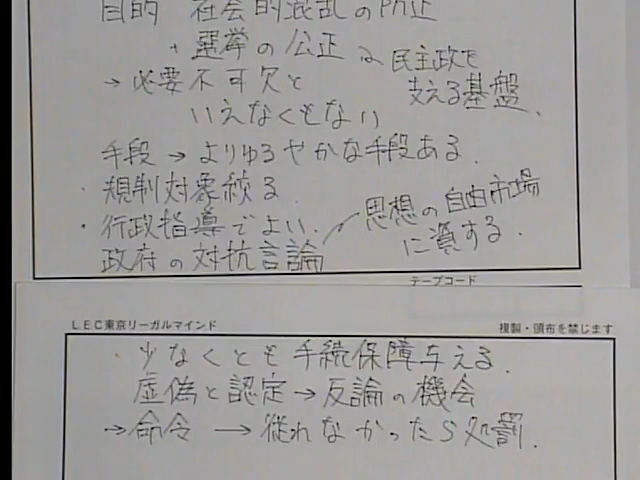 目的 社会的混乱の防止
+ 選挙の公正 民主政を
支える基盤、
→ 必要不可欠と
いえなくもない
手段 → よりゆるやかな手段ある.
・規制対象絞る.
・行政指導でよい. 思想の自由市場
に資する.
政府の対抗言論
テープコード
LEC東京リーガルマインド 複製・頒布を禁じます
・少なくとも手続保障与える.
虚偽と認定→反論の機会
→命令 → 従わなかったら処罰.